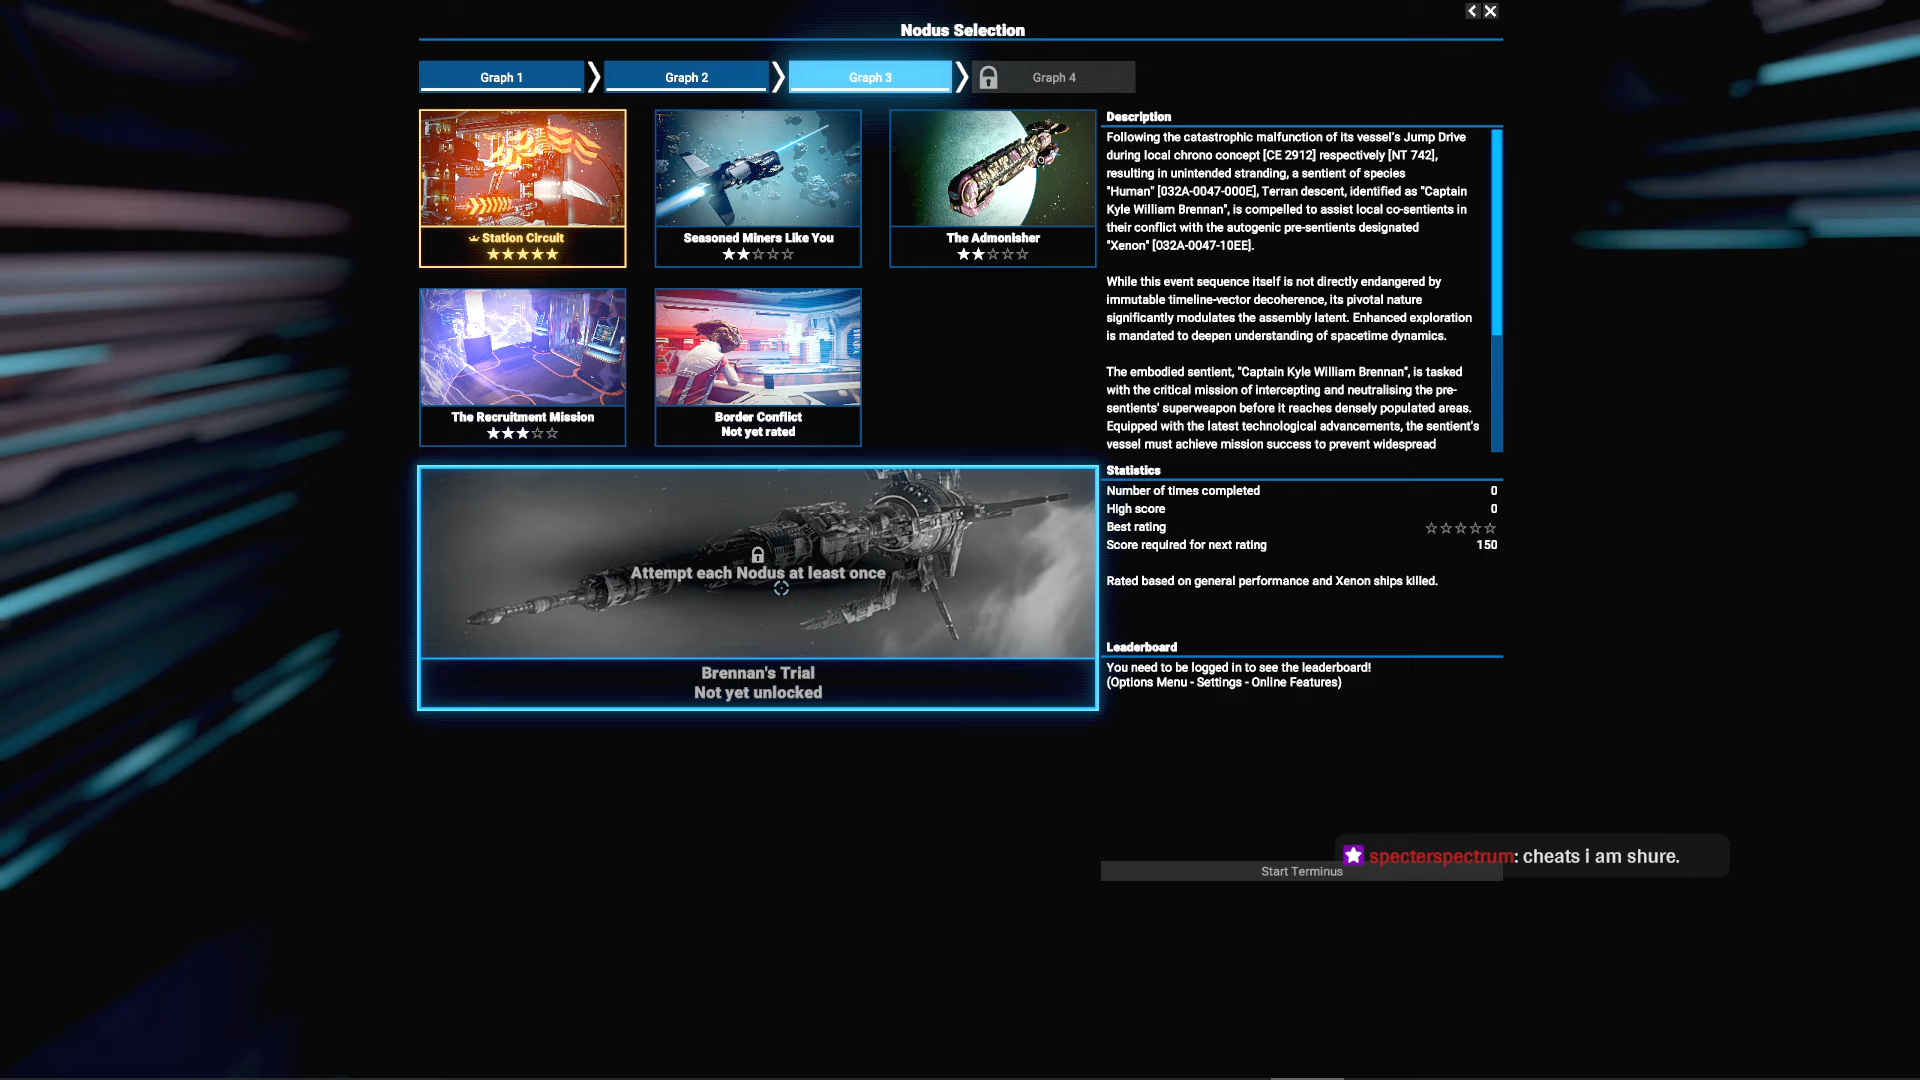 Nodus Selection
Graph 1
Graph 2
Graph 3
Graph 4
Station Circuit
Seasoned Miners Like You
The Admonisher
The Recruitment Mission
Border Conflict
Not yet rated
Attempt each Nodus at least once
Brennan's Trial
Not yet unlocked
Description
Following the catastrophic malfunction of its vessel's Jump Drive
during local chrono concept [CE 2912] respectively [NT 742],
resulting in unintended stranding, a sentient of species
"Human" [032A-0047-000E], Terran descent, identified as "Captain
Kyle William Brennan", is compelled to assist local co-sentients in
their conflict with the autogenic pre-sentients designated
"Xenon" [032A-0047-10EE].
While this event sequence itself is not directly endangered by
immutable timeline-vector decoherence, its pivotal nature
significantly modulates the assembly latent. Enhanced exploration
is mandated to deepen understanding of spacetime dynamics.
The embodied sentient, "Captain Kyle William Brennan", is tasked
with the critical mission of intercepting and neutralising the pre-
sentients' superweapon before it reaches densely populated areas.
Equipped with the latest technological advancements, the sentient's
vessel must achieve mission success to prevent widespread
Statistics
Number of times completed 0
High score 0
Best rating
Score required for next rating 150
Rated based on general performance and Xenon ships killed.
Leaderboard
You need to be logged in to see the leaderboard!
(Options Menu - Settings - Online Features)
specterspectrum: cheats i am shure.
Start Terminus